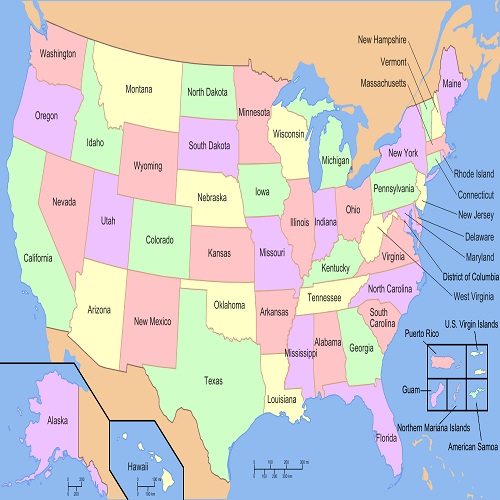 New Hampshire
Vermont
Massachusetts
Washington
Montana
North Dakota
Minnesota
Maine
Oregon
Idaho
Wisconsin
Michigan
New York
South Dakota
Wyoming
Rhode Island
Connecticut
New Jersey
Delaware
Maryland
District of Columbia
West Virginia
Nevada
Utah
Colorado
Nebraska
Iowa
Illinois
Indiana
Ohio
Pennsylvania
California
Kansas
Missouri
Kentucky
Virginia
Arizona
New Mexico
Oklahoma
Arkansas
Tennessee
North Carolina
South
Carolina
Texas
Louisiana
Mississippi
Alabama
Georgia
Florida
U.S. Virgin Islands
Puerto Rico
Guam
Northern Mariana Islands
American Samoa
Alaska
Hawaii